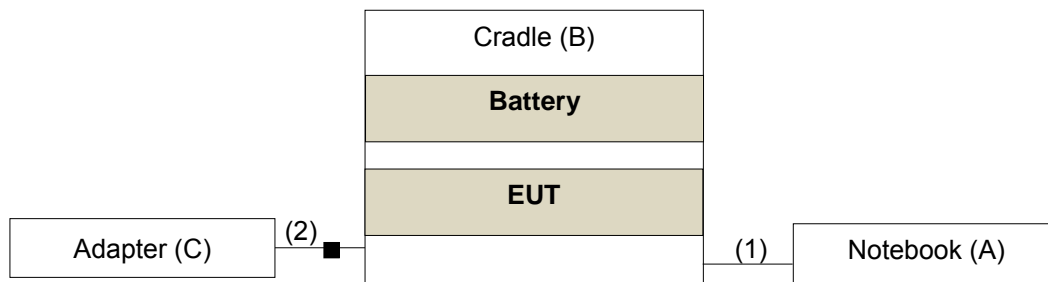 Cradle (B)
Battery
EUT
Adapter (C)
(2)
(1)
Notebook (A)